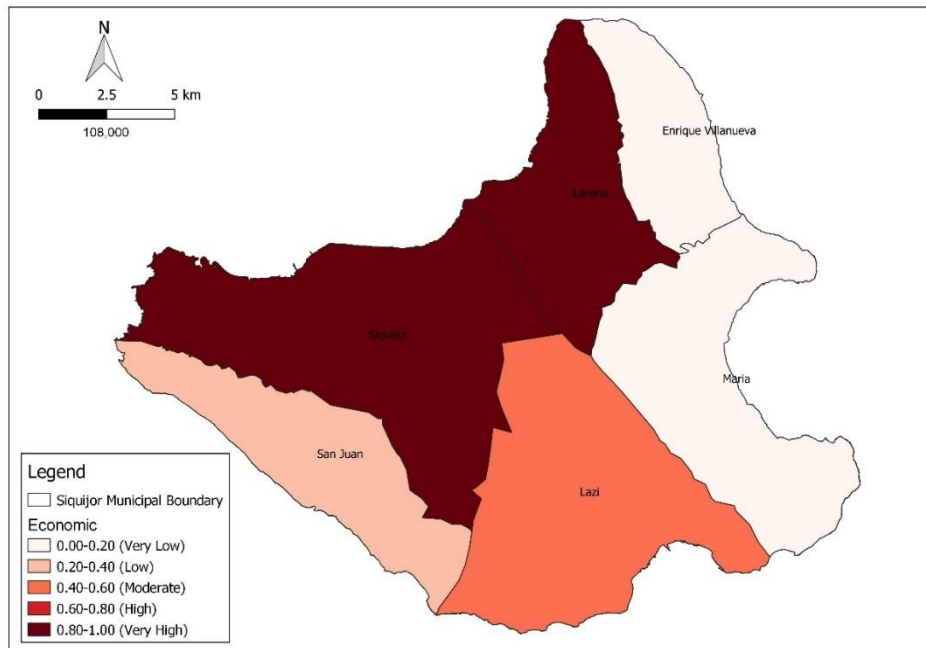 N
0 2.5 5 km
108,000
Enrique Villanueva
Larena
Siquijor
Maria
San Juan
Lazi
Legend
Siquijor Municipal Boundary
Economic
0.00-0.20 (Very Low)
0.20-0.40 (Low)
0.40-0.60 (Moderate)
0.60-0.80 (High)
0.80-1.00 (Very High)